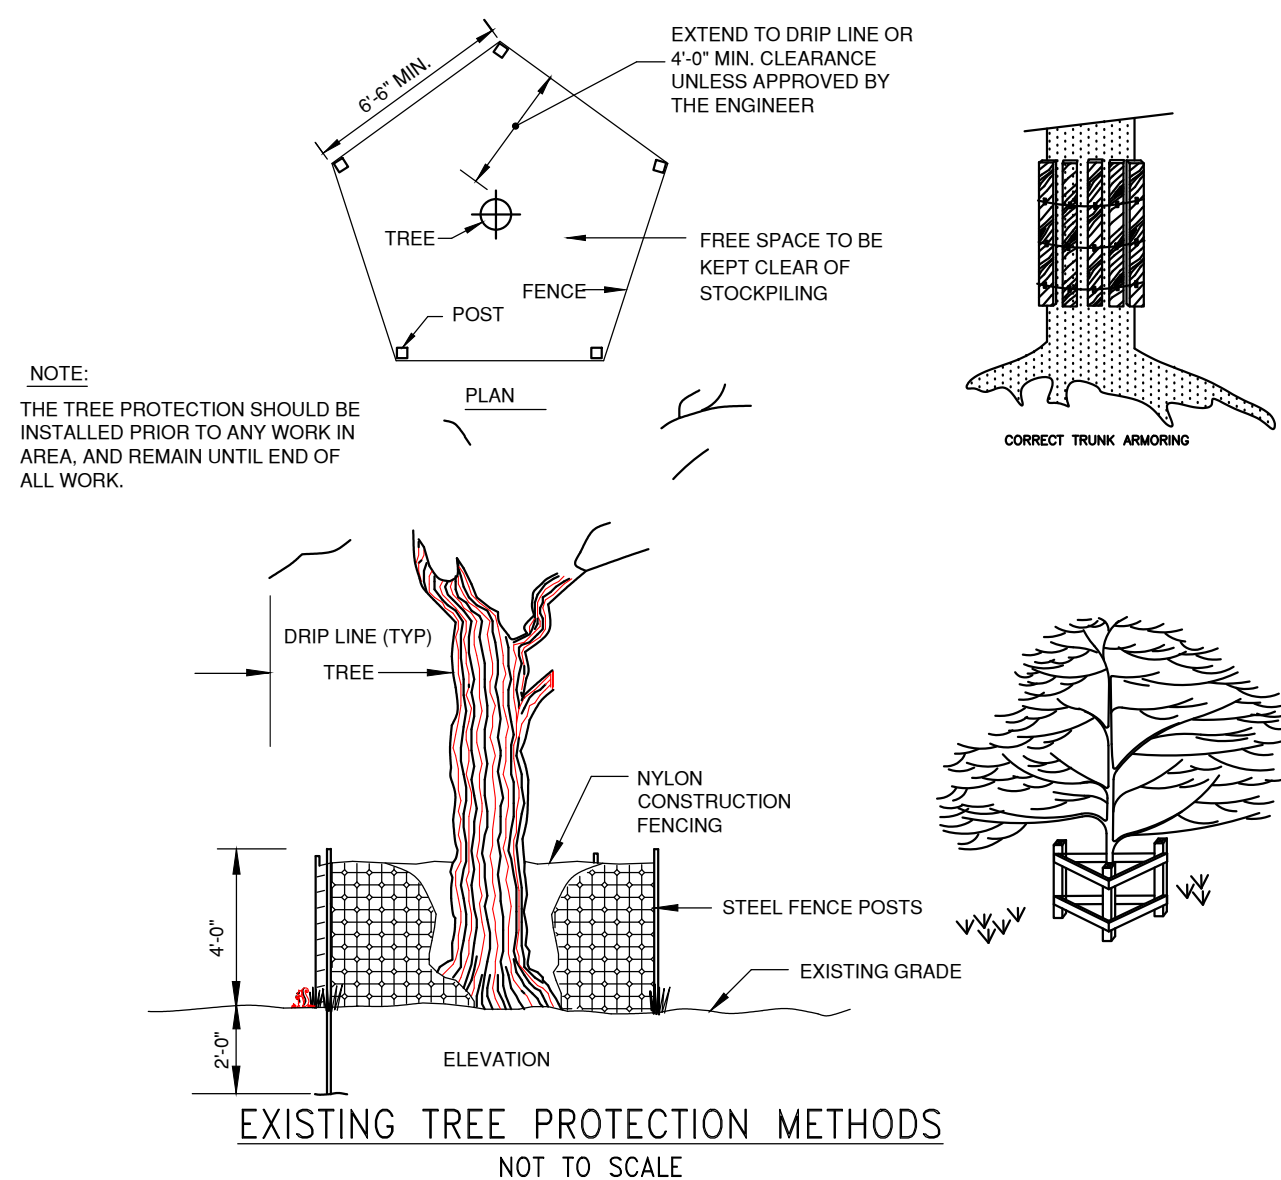 6'-6" MIN.
EXTEND TO DRIP LINE OR
4'-0" MIN. CLEARANCE
UNLESS APPROVED BY
THE ENGINEER
TREE
FREE SPACE TO BE
KEPT CLEAR OF
STOCKPILING
FENCE
POST
PLAN
NOTE:
THE TREE PROTECTION SHOULD BE
INSTALLED PRIOR TO ANY WORK IN
AREA, AND REMAIN UNTIL END OF
ALL WORK.
CORRECT TRUNK ARMORING
DRIP LINE (TYP)
TREE
NYLON
CONSTRUCTION
FENCING
4'-0"
STEEL FENCE POSTS
EXISTING GRADE
2'-0"
ELEVATION
EXISTING TREE PROTECTION METHODS
NOT TO SCALE